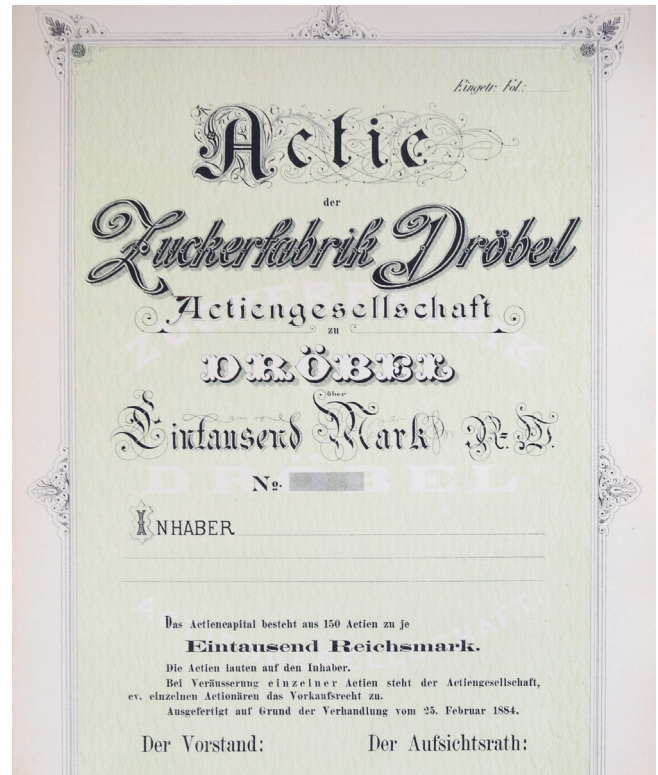 Eingetr. Fol.:
Actie
der
Zuckerfabrik Dröbel
Actiengesellschaft
zu
DRÖBEL
über
Eintausend Mark R.-W.
No.
INHABER
Das Actiencapital besteht aus 150 Actien zu je
Eintausend Reichsmark.
Die Actien lauten auf den Inhaber.
Bei Veräusserung einzelner Actien steht der Actiengesellschaft,
ev. einzelnen Actionären das Vorkaufsrecht zu.
Ausgefertigt auf Grund der Verhandlung vom 25. Februar 1884.
Der Vorstand: Der Aufsichtsrath: